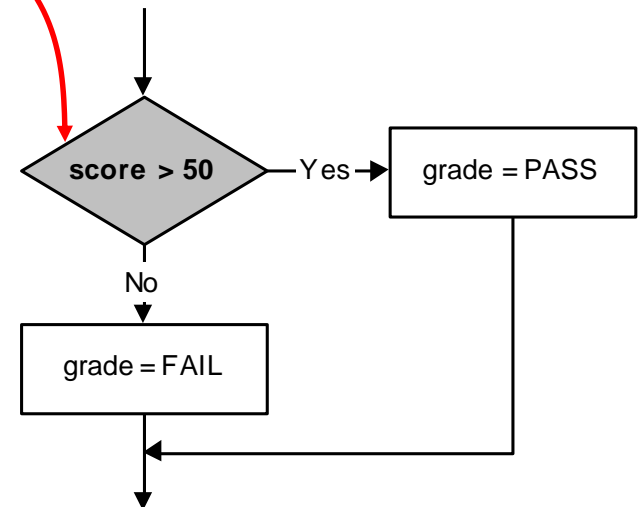 score > 50
Yes
grade = PASS
No
grade = FAIL